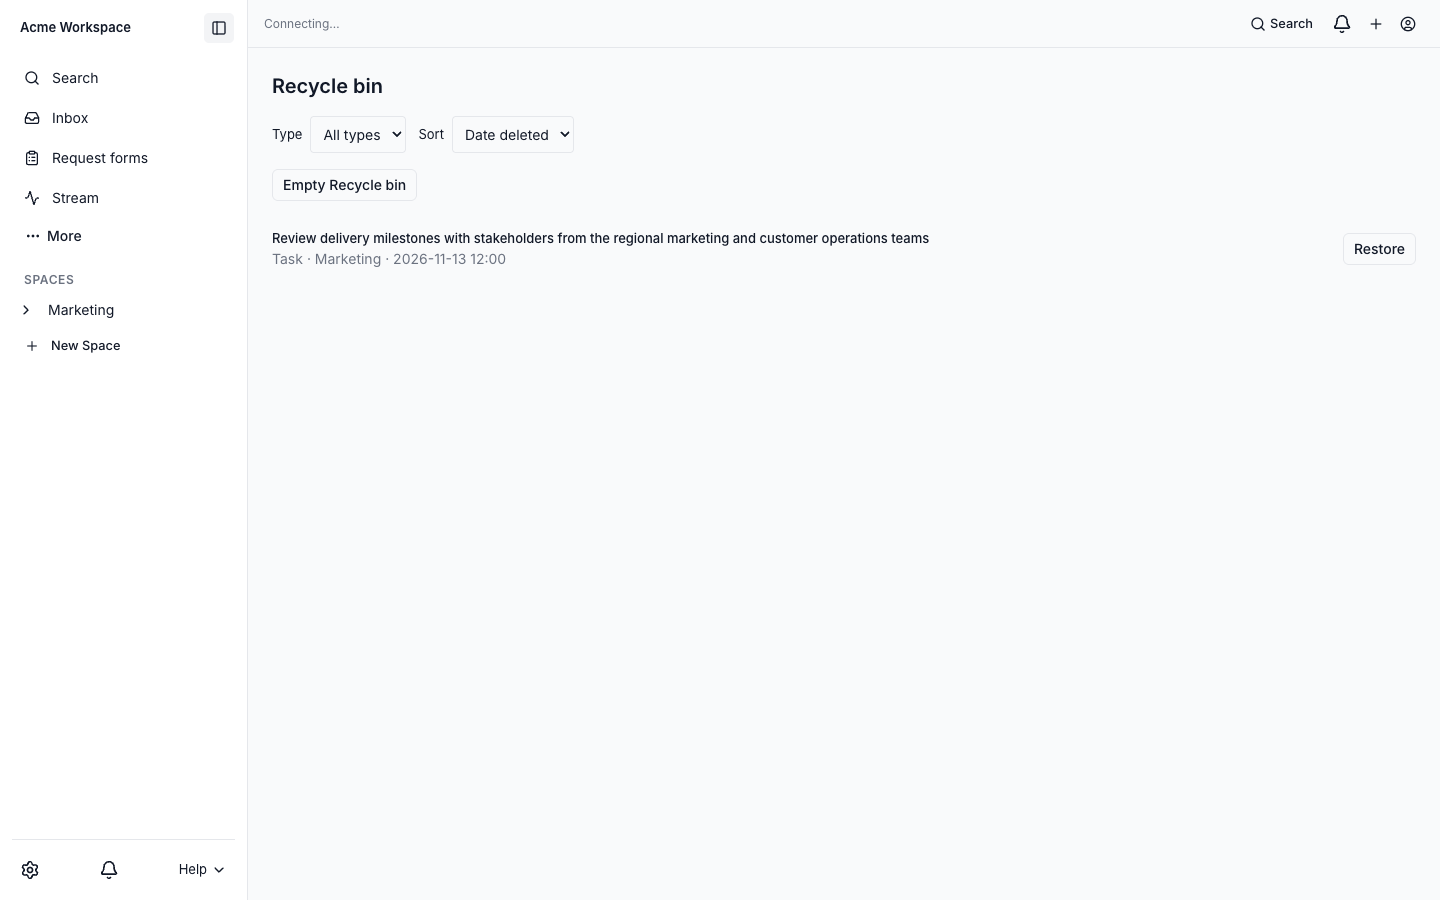 Acme Workspace
Search
Inbox
Request forms
Stream
More
SPACES
Marketing
New Space
Help
Connecting...
Search
Recycle bin
Type All types Sort Date deleted
Empty Recycle bin
Review delivery milestones with stakeholders from the regional marketing and customer operations teams
Task · Marketing · 2026-11-13 12:00
Restore